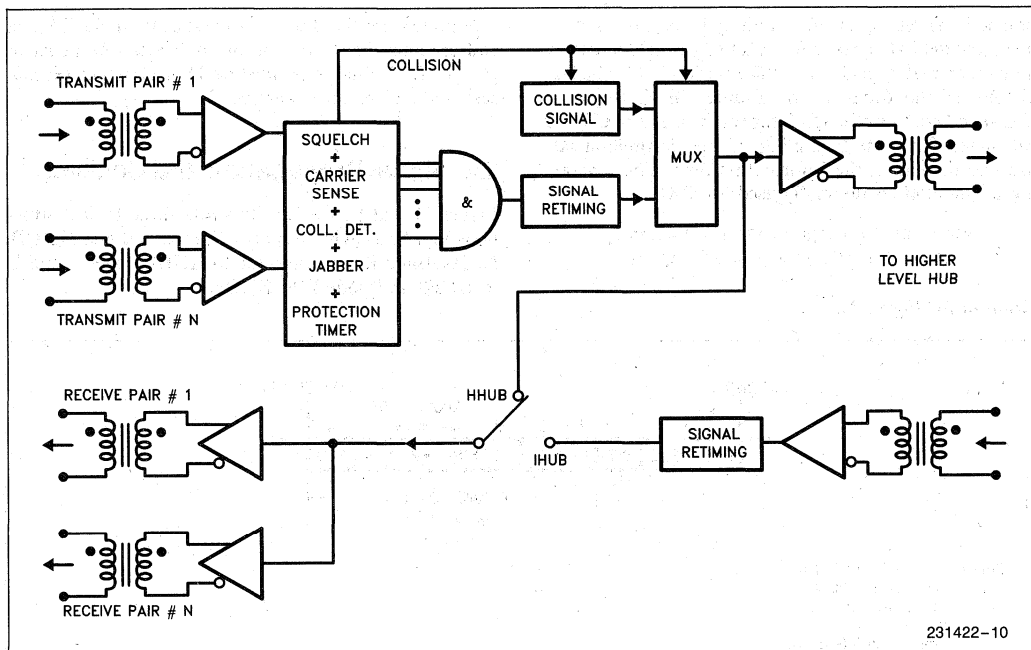 TRANSMIT PAIR # 1
COLLISION
SQUELCH
+
CARRIER
SENSE
+
COLL. DET.
+
JABBER
+
PROTECTION
TIMER
&
COLLISION
SIGNAL
SIGNAL
RETIMING
MUX
TO HIGHER
LEVEL HUB
TRANSMIT PAIR # N
RECEIVE PAIR # 1
HHUB
IHUB
SIGNAL
RETIMING
RECEIVE PAIR # N
231422-10